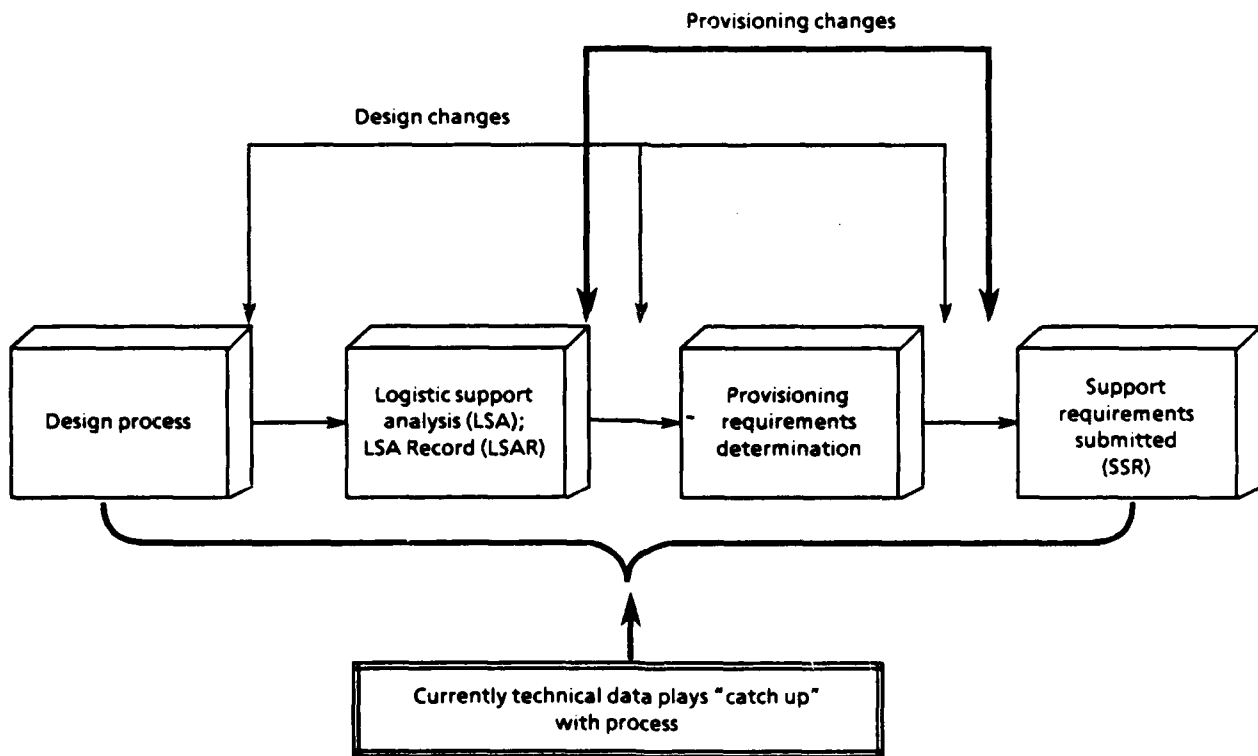 Provisioning changes
Design changes
Design process
Logistic support
analysis (LSA);
LSA Record (LSAR)
Provisioning
requirements
determination
Support
requirements
submitted
(SSR)
Currently technical data plays "catch up"
with process